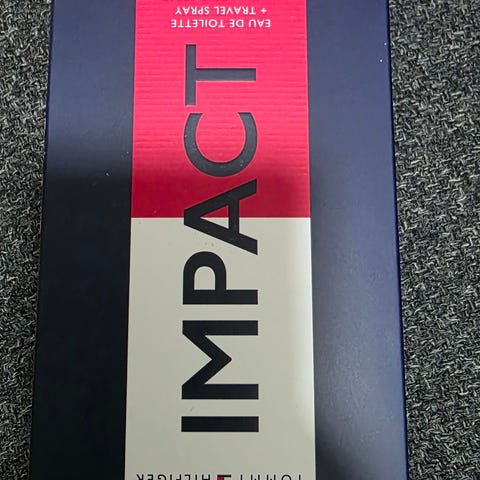 TOMMY HILFIGER
IMPACT
EAU DE TOILETTE
+ TRAVEL SPRAY